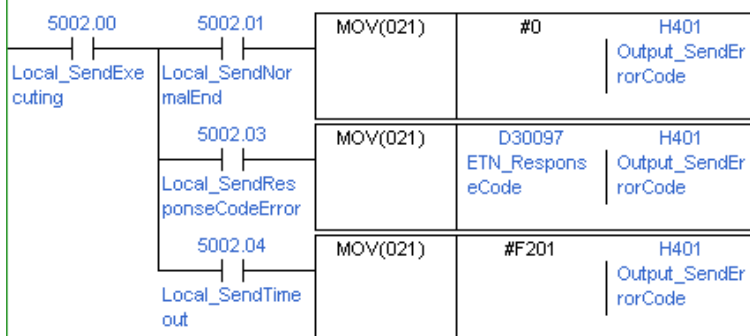 5002.00 5002.01 MOV(021) #0 H401
Local_SendExe Local_SendNor Output_SendEr
cuting malEnd rorCode
5002.03 MOV(021) D30097 H401
Local_SendRes ETN_Respons Output_SendEr
ponseCodeError eCode rorCode
5002.04 MOV(021) #F201 H401
Local_SendTime Output_SendEr
out rorCode